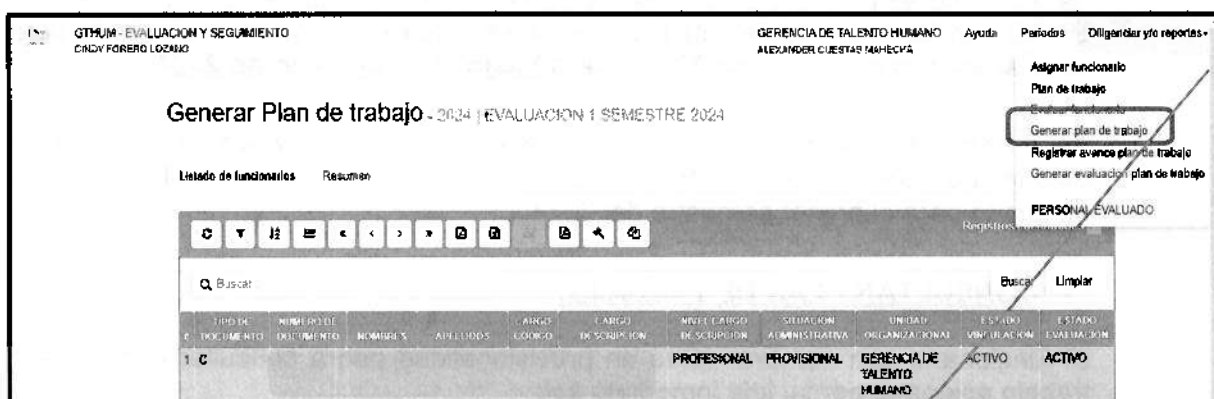 GTHUM - EVALUACION Y SEGUIMIENTO
CINDY FORERO LOZANO
GERENCIA DE TALENTO HUMANO
ALEXANDER CUESTAS MAHECHA
Ayuda Periodos Diligenciar y/o reportes
Asignar funcionario
Plan de trabajo
Evaluar funcionario
Generar plan de trabajo
Registrar avance plan de trabajo
Generar evaluación plan de trabajo
PERSONAL EVALUADO
Generar Plan de trabajo - 2024 | EVALUACION 1 SEMESTRE 2024
Listado de funcionarios Resumen
Registros
Buscar
Buscar Limpiar
TIPO DE DOCUMENTO
NUMERO DE DOCUMENTO
NOMBRES
APELLIDOS
CARGO CODIGO
CARGO DESCRIPCION
NIVEL CARGO DESCRIPCION
SITUACION ADMINISTRATIVA
UNIDAD ORGANIZACIONAL
ESTADO VINCULACION
ESTADO EVALUACION
1 C PROFESIONAL PROVISIONAL GERENCIA DE TALENTO HUMANO ACTIVO ACTIVO